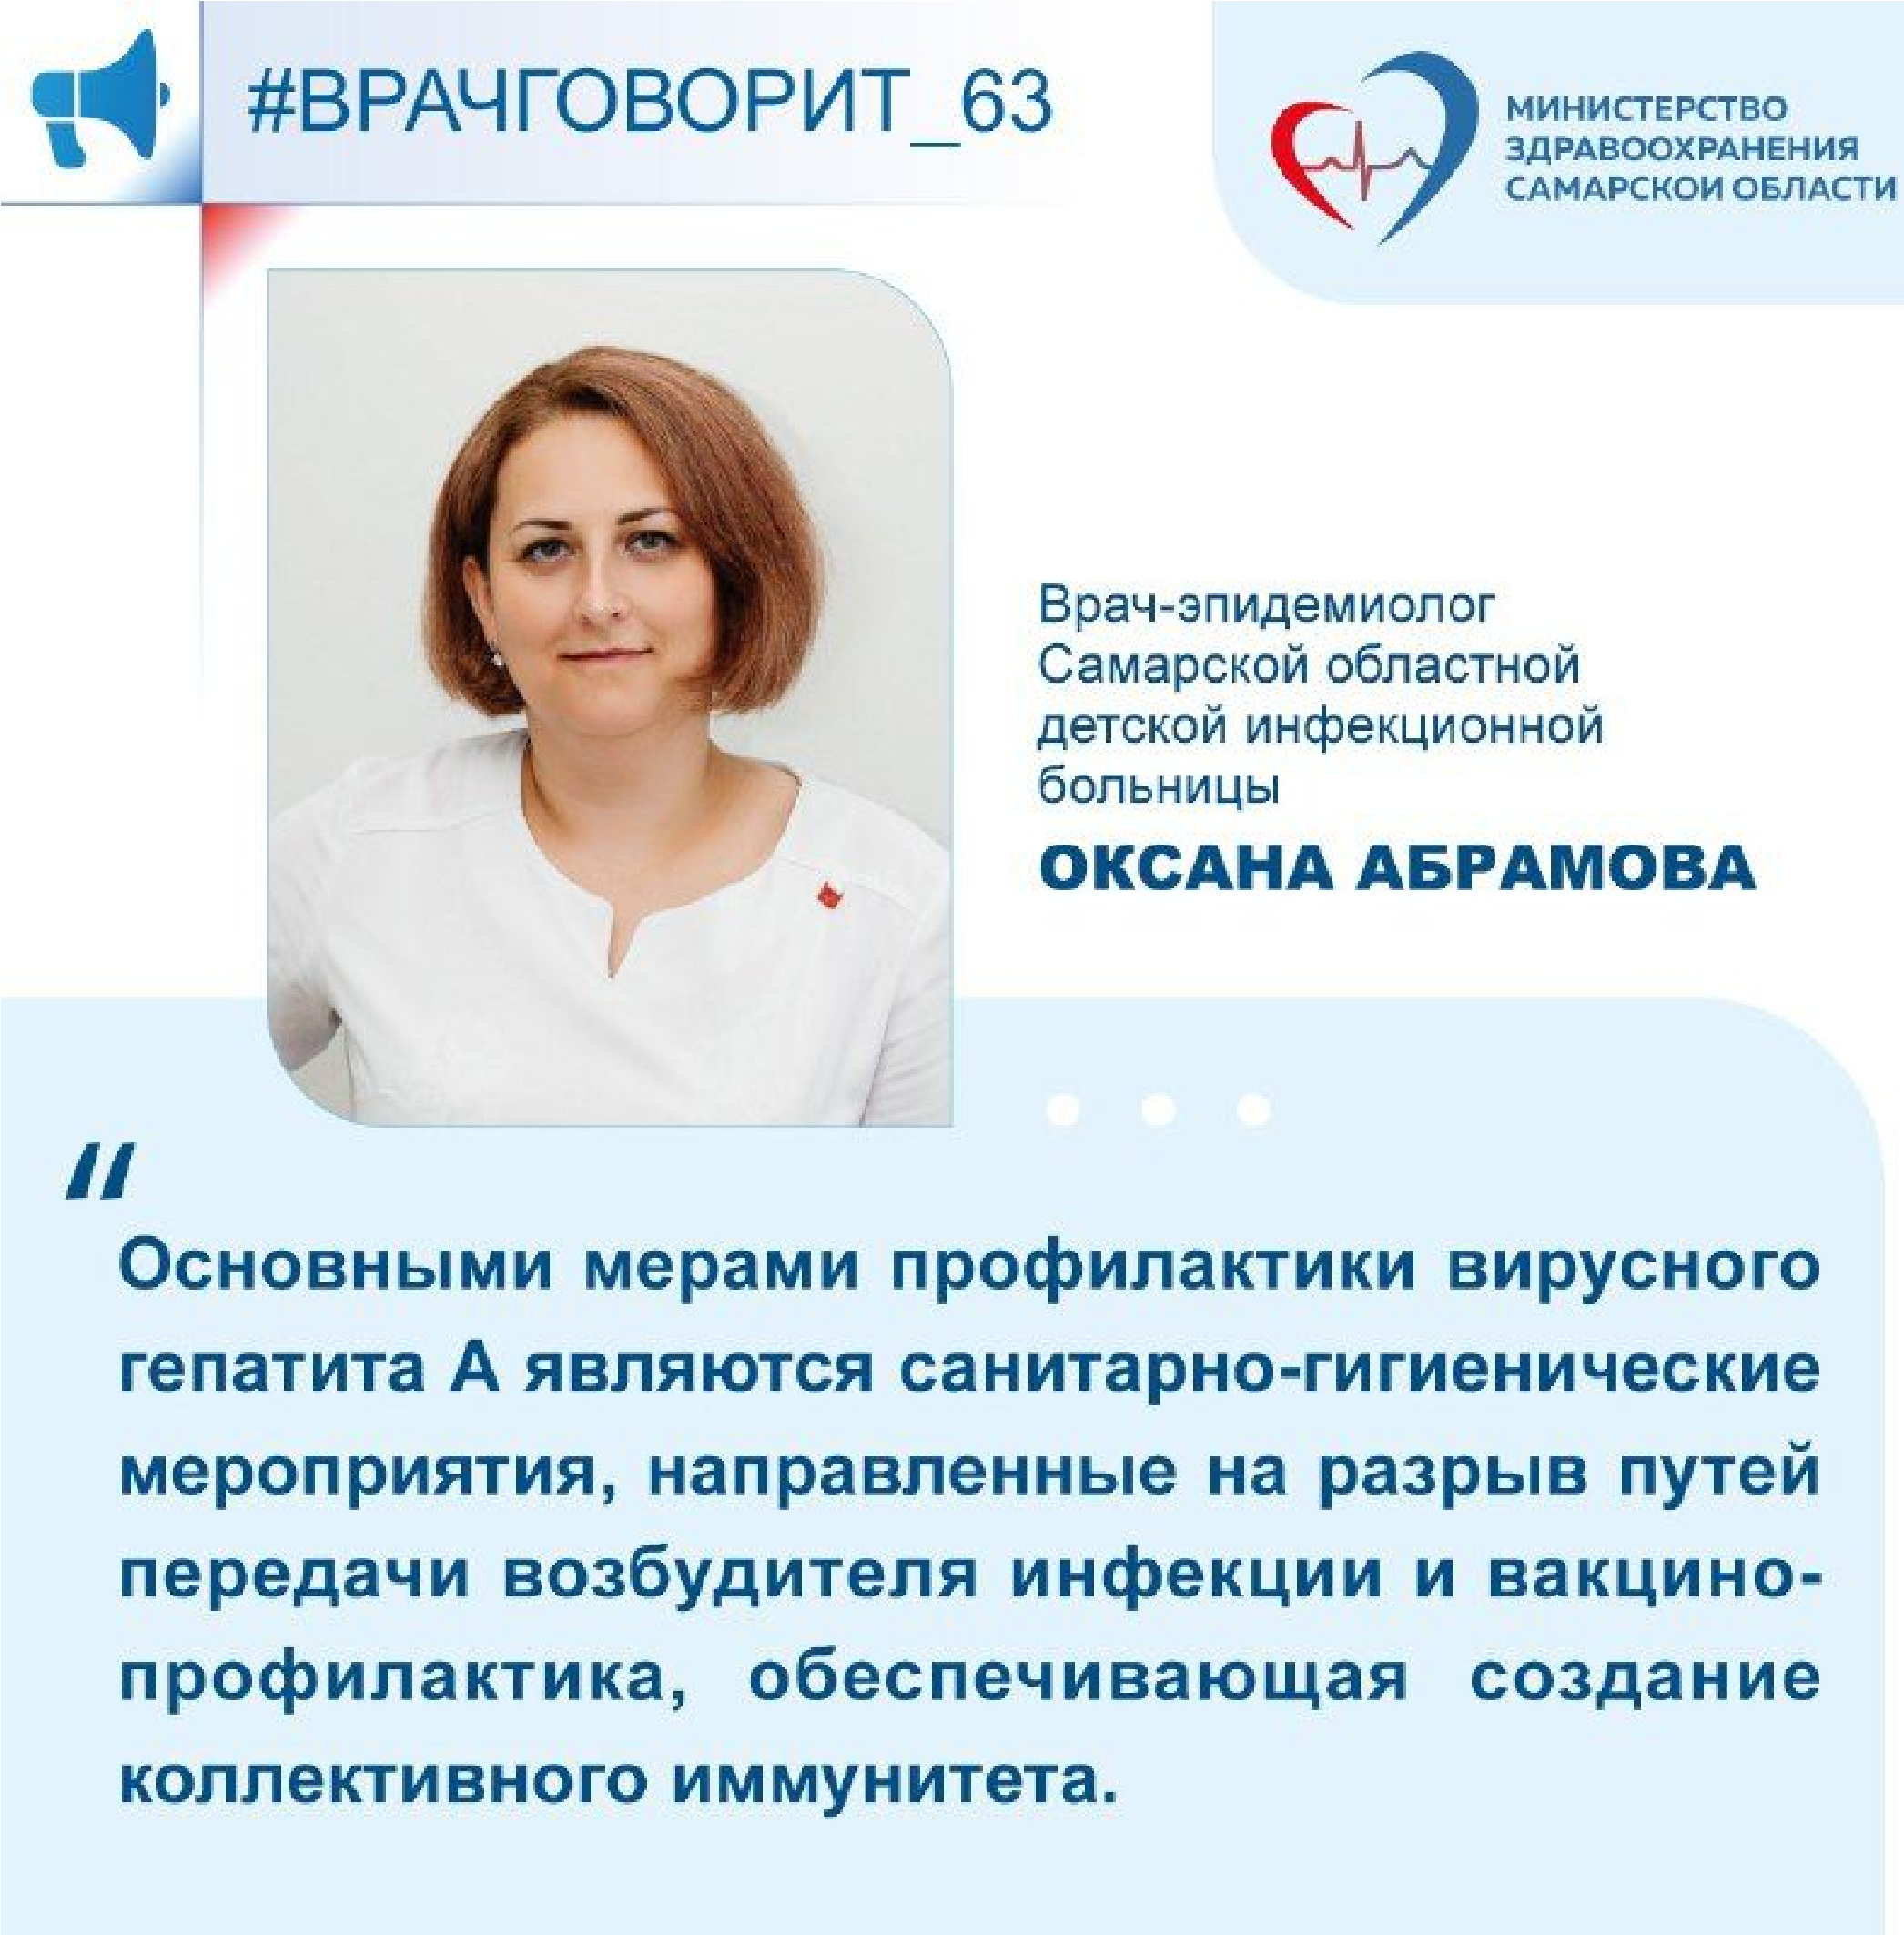 #ВРАЧГОВОРИТ_63
МИНИСТЕРСТВО
ЗДРАВООХРАНЕНИЯ
САМАРСКОЙ ОБЛАСТИ
Врач-эпидемиолог
Самарской областной
детской инфекционной
больницы
ОКСАНА АБРАМОВА
"
Основными мерами профилактики вирусного
гепатита А являются санитарно-гигиенические
мероприятия, направленные на разрыв путей
передачи возбудителя инфекции и вакцино-
профилактика, обеспечивающая создание
коллективного иммунитета.